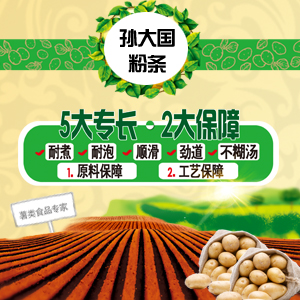 孙大国
粉条
5大专长·2大保障
耐煮 耐泡 顺滑 劲道 不糊汤
1. 原料保障 2. 工艺保障
薯类食品专家